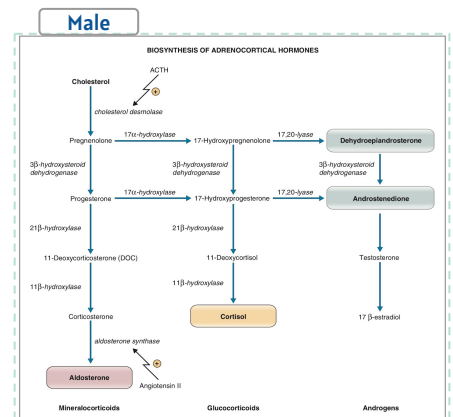 Male
BIOSYNTHESIS OF ADRENOCORTICAL HORMONES
Cholesterol
ACTH
+
cholesterol desmolase
Pregnenolone 17α-hydroxylase 17-Hydroxypregnenolone 17,20-lyase Dehydroepiandrosterone
3β-hydroxysteroid dehydrogenase
3β-hydroxysteroid dehydrogenase
3β-hydroxysteroid dehydrogenase
Progesterone 17α-hydroxylase 17-Hydroxyprogesterone 17,20-lyase Androstenedione
21β-hydroxylase 21β-hydroxylase
11-Deoxycorticosterone (DOC) 11-Deoxycortisol Testosterone
11β-hydroxylase 11β-hydroxylase
Corticosterone Cortisol 17 β-estradiol
aldosterone synthase
+
Aldosterone
Angiotensin II
Mineralocorticoids Glucocorticoids Androgens